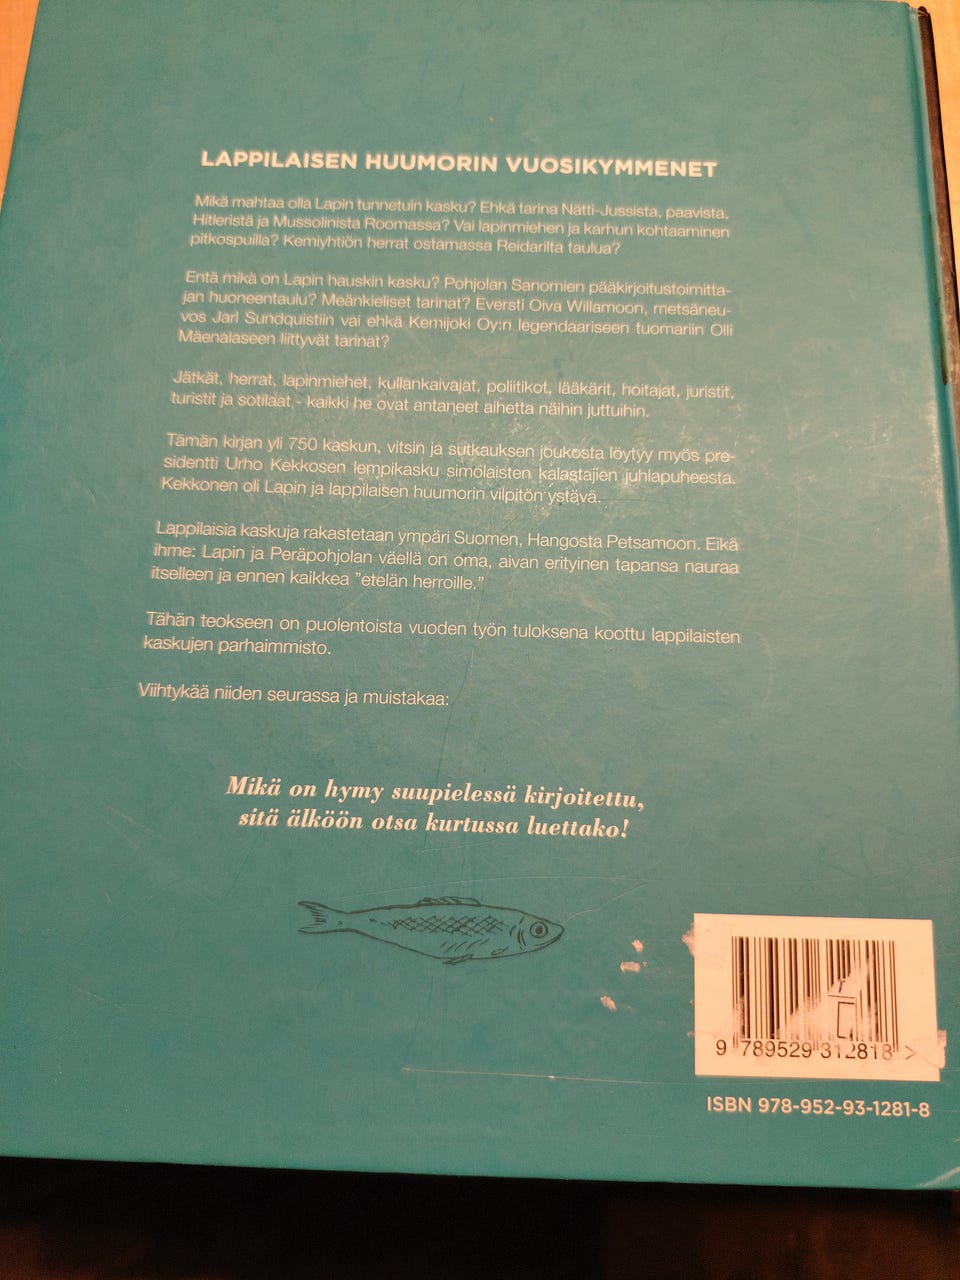 LAPPILAISEN HUUMORIN VUOSIKYMMENET
Mikä mahtaa olla Lapin tunnetuin kasku? Ehkä tarina Nätti-Jussista, paavista,
Hitleristä ja Mussolinista Roomassa? Vai lapinmiehen ja karhun kohtaaminen
pitkospuilla? Kemiyhtiön herrat ostamassa Reidarilta taulua?
Entä mikä on Lapin hauskin kasku? Pohjolan Sanomien pääkirjoitustoimitta-
jan huoneentaulu? Meänkieliset tarinat? Eversti Oiva Willamoon, metsäneu-
vos Jarl Sundquistiin vai ehkä Kemijoki Oy:n legendaariseen tuomariin Olli
Mäenalaseen liittyvät tarinat?
Jätkät, herrat, lapinmiehet, kullankaivajat, poliitikot, lääkärit, hoitajat, juristit,
turistit ja sotilaat - kaikki he ovat antaneet aihetta näihin juttuihin.
Tämän kirjan yli 750 kaskun, vitsin ja sutkauksen joukosta löytyy myös pre-
sidentti Urho Kekkosen lempikasku simolaisten kalastajien juhlapuheesta.
Kekkonen oli Lapin ja lappilaisen huumorin vilpitön ystävä.
Lappilaisia kaskuja rakastetaan ympäri Suomen, Hangosta Petsamoon. Eikä
ihme: Lapin ja Peräpohjolan väellä on oma, aivan erityinen tapansa nauraa
itselleen ja ennen kaikkea "etelän herroille."
Tähän teokseen on puolentoista vuoden työn tuloksena koottu lappilaisten
kaskujen parhaimmisto.
Viihtykää niiden seurassa ja muistakaa:
Mikä on hymy suupielessä kirjoitettu,
sitä älköön otsa kurtussa luettako!
9 789529 312818 >
ISBN 978-952-93-1281-8